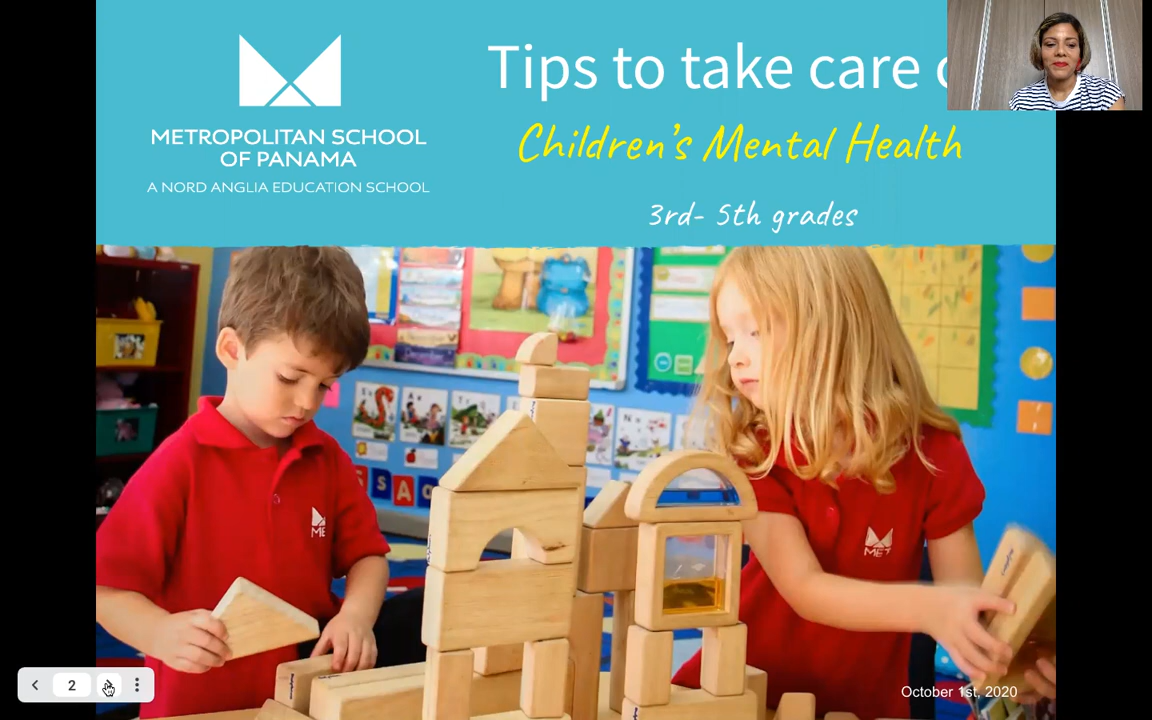 Tips to take care
METROPOLITAN SCHOOL
OF PANAMA
A NORD ANGLIA EDUCATION SCHOOL
Children's Mental Health
3rd- 5th grades
MET
October 1st, 2020
2